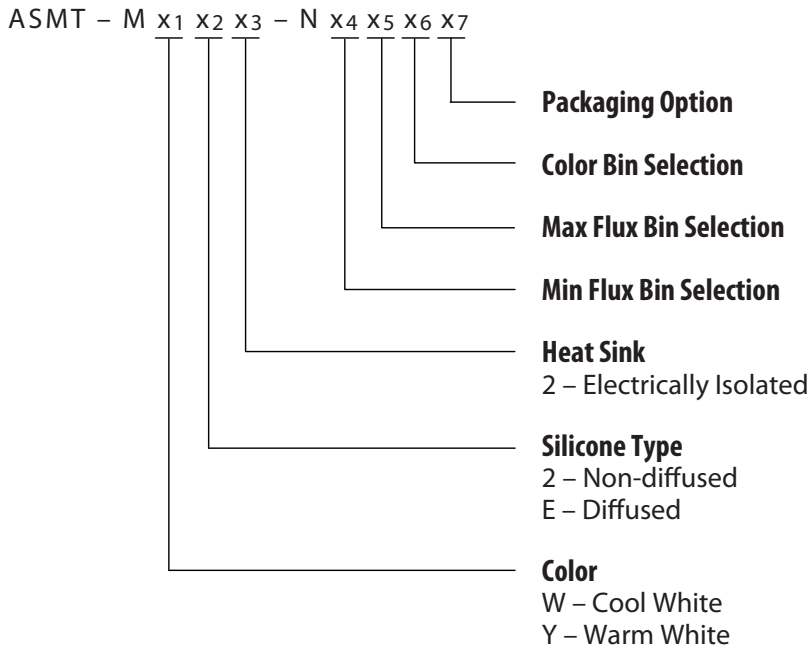 ASMT – M x1 x2 x3 – N x4 x5 x6 x7
Packaging Option
Color Bin Selection
Max Flux Bin Selection
Min Flux Bin Selection
Heat Sink
2 – Electrically Isolated
Silicone Type
2 – Non-diffused
E – Diffused
Color
W – Cool White
Y – Warm White